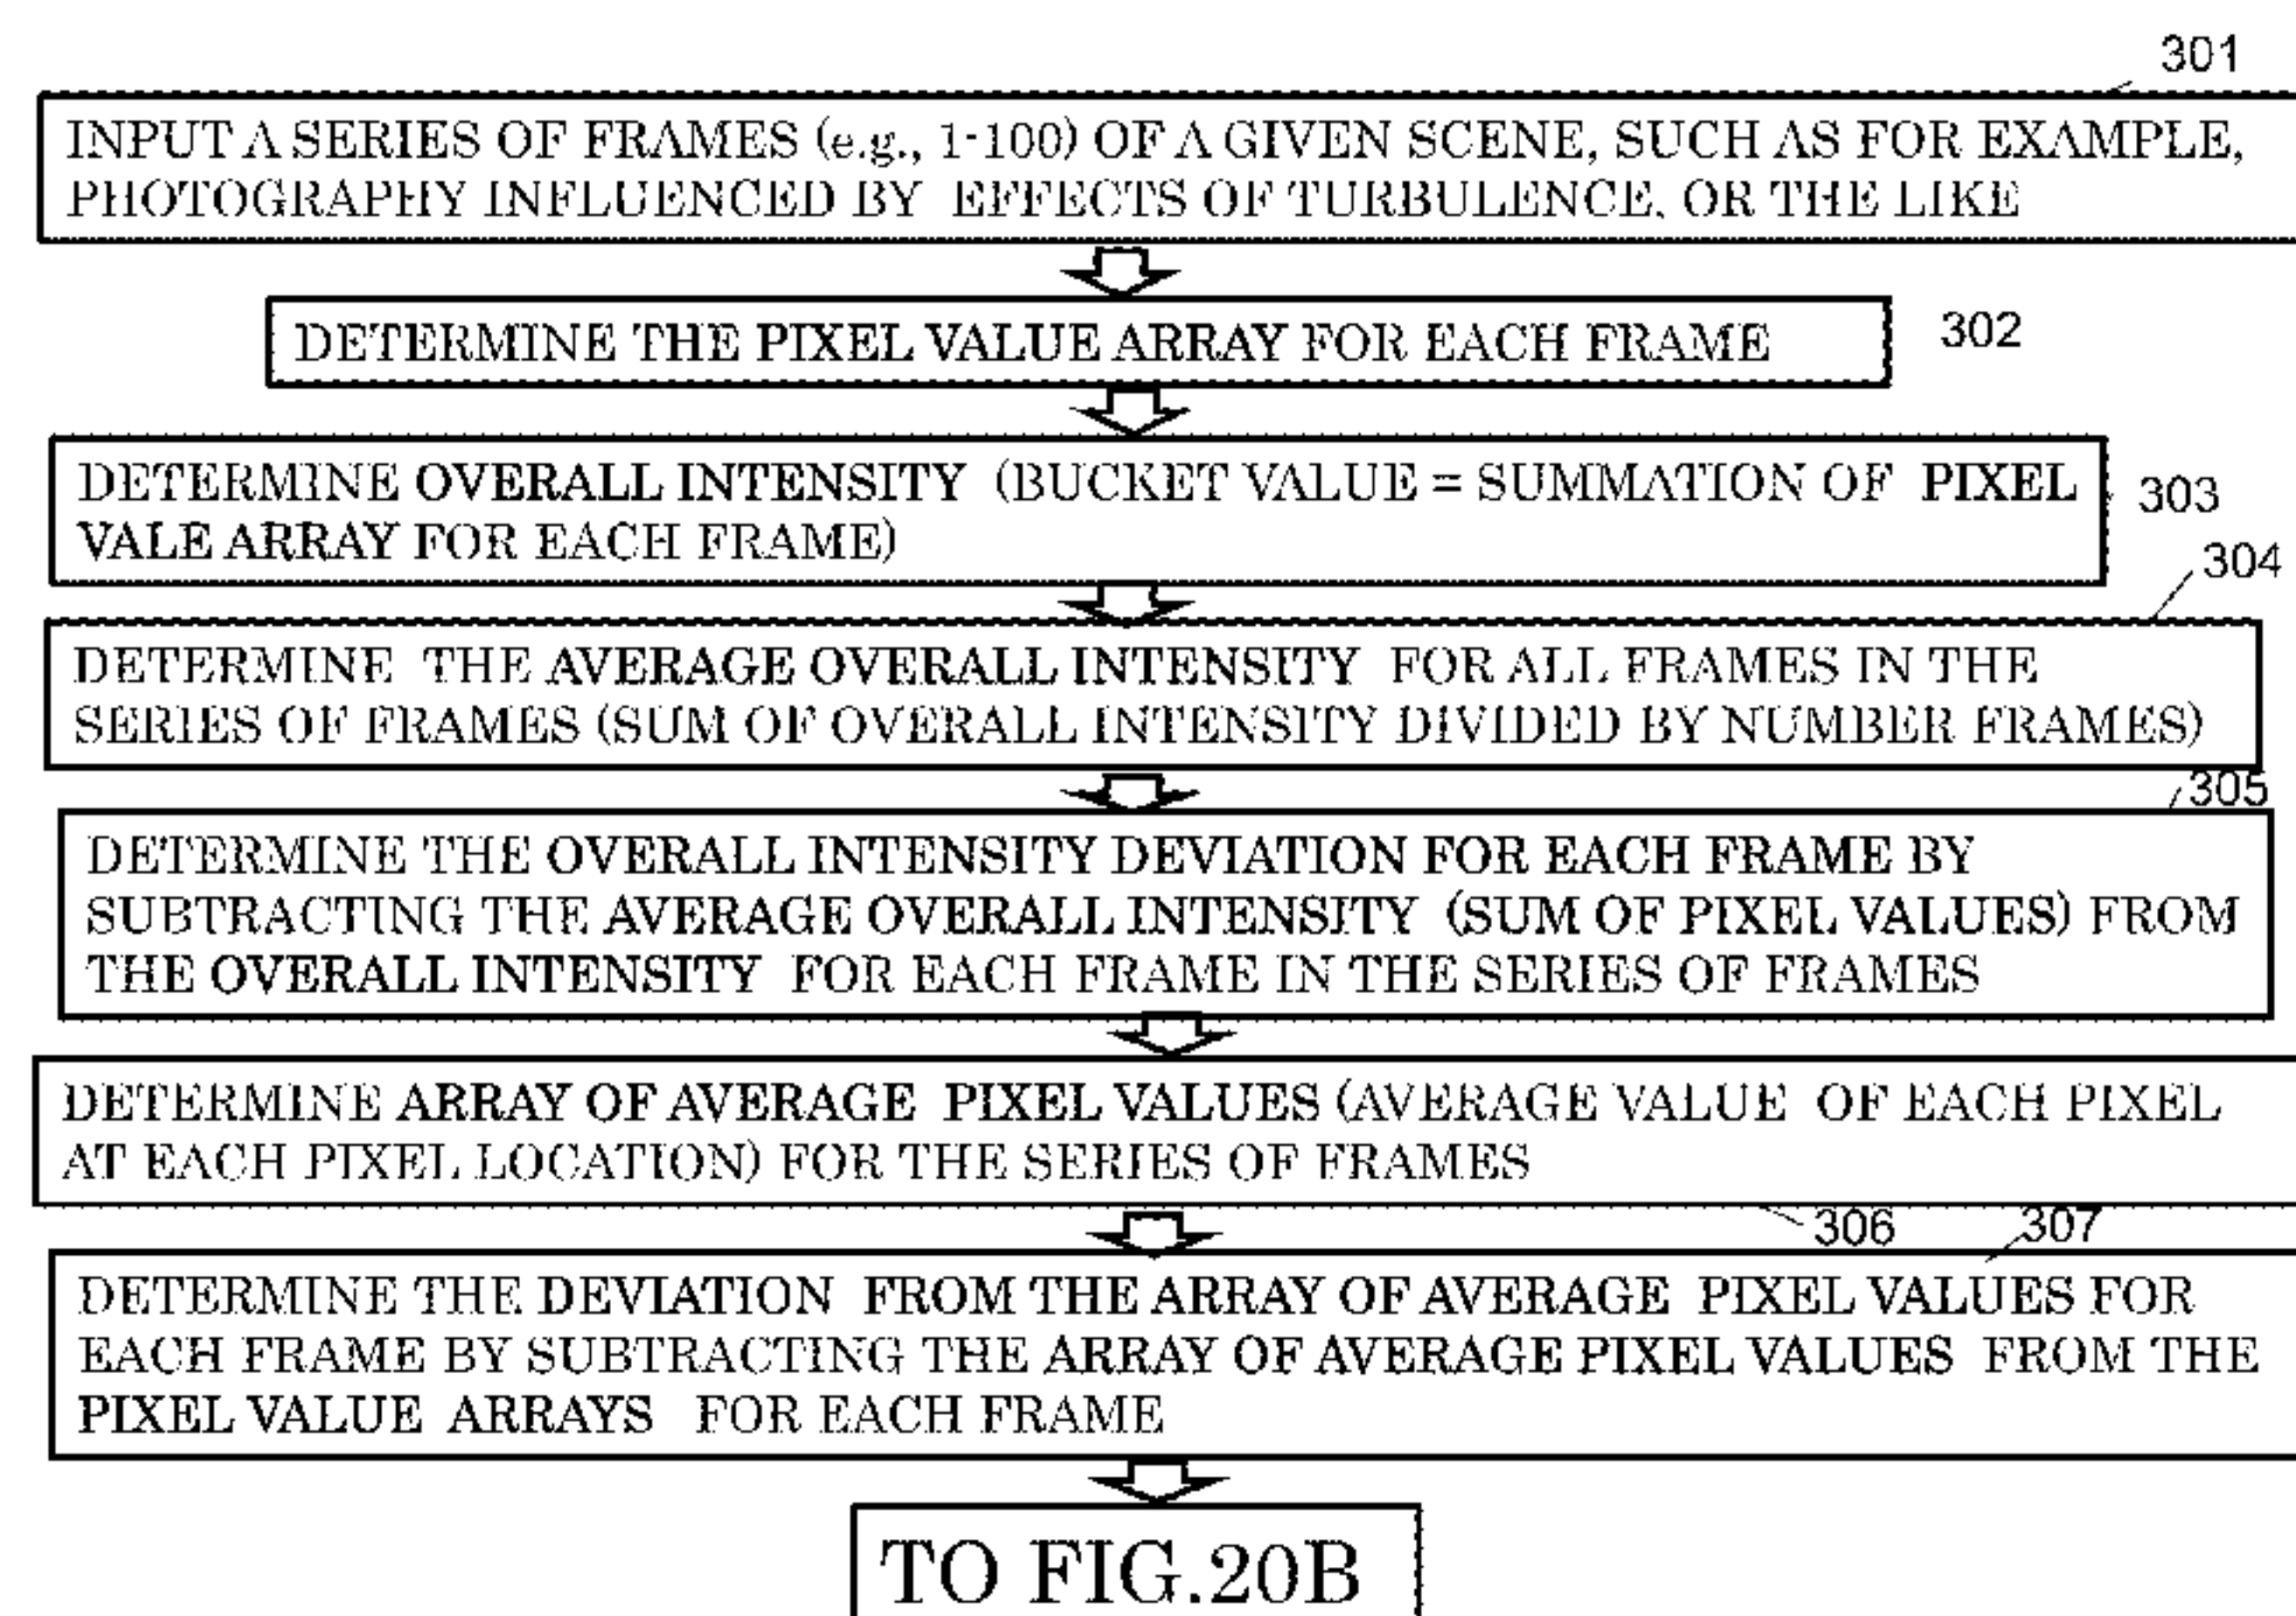 301
INPUT A SERIES OF FRAMES (e.g., 1-100) OF A GIVEN SCENE, SUCH AS FOR EXAMPLE,
PHOTOGRAPHY INFLUENCED BY EFFECTS OF TURBULENCE, OR THE LIKE
DETERMINE THE PIXEL VALUE ARRAY FOR EACH FRAME
302
DETERMINE OVERALL INTENSITY (BUCKET VALUE = SUMMATION OF PIXEL
VALE ARRAY FOR EACH FRAME)
303
304
DETERMINE THE AVERAGE OVERALL INTENSITY FOR ALL FRAMES IN THE
SERIES OF FRAMES (SUM OF OVERALL INTENSITY DIVIDED BY NUMBER FRAMES)
305
DETERMINE THE OVERALL INTENSITY DEVIATION FOR EACH FRAME BY
SUBTRACTING THE AVERAGE OVERALL INTENSITY (SUM OF PIXEL VALUES) FROM
THE OVERALL INTENSITY FOR EACH FRAME IN THE SERIES OF FRAMES
DETERMINE ARRAY OF AVERAGE PIXEL VALUES (AVERAGE VALUE OF EACH PIXEL
AT EACH PIXEL LOCATION) FOR THE SERIES OF FRAMES
306
307
DETERMINE THE DEVIATION FROM THE ARRAY OF AVERAGE PIXEL VALUES FOR
EACH FRAME BY SUBTRACTING THE ARRAY OF AVERAGE PIXEL VALUES FROM THE
PIXEL VALUE ARRAYS FOR EACH FRAME
TO FIG.20B